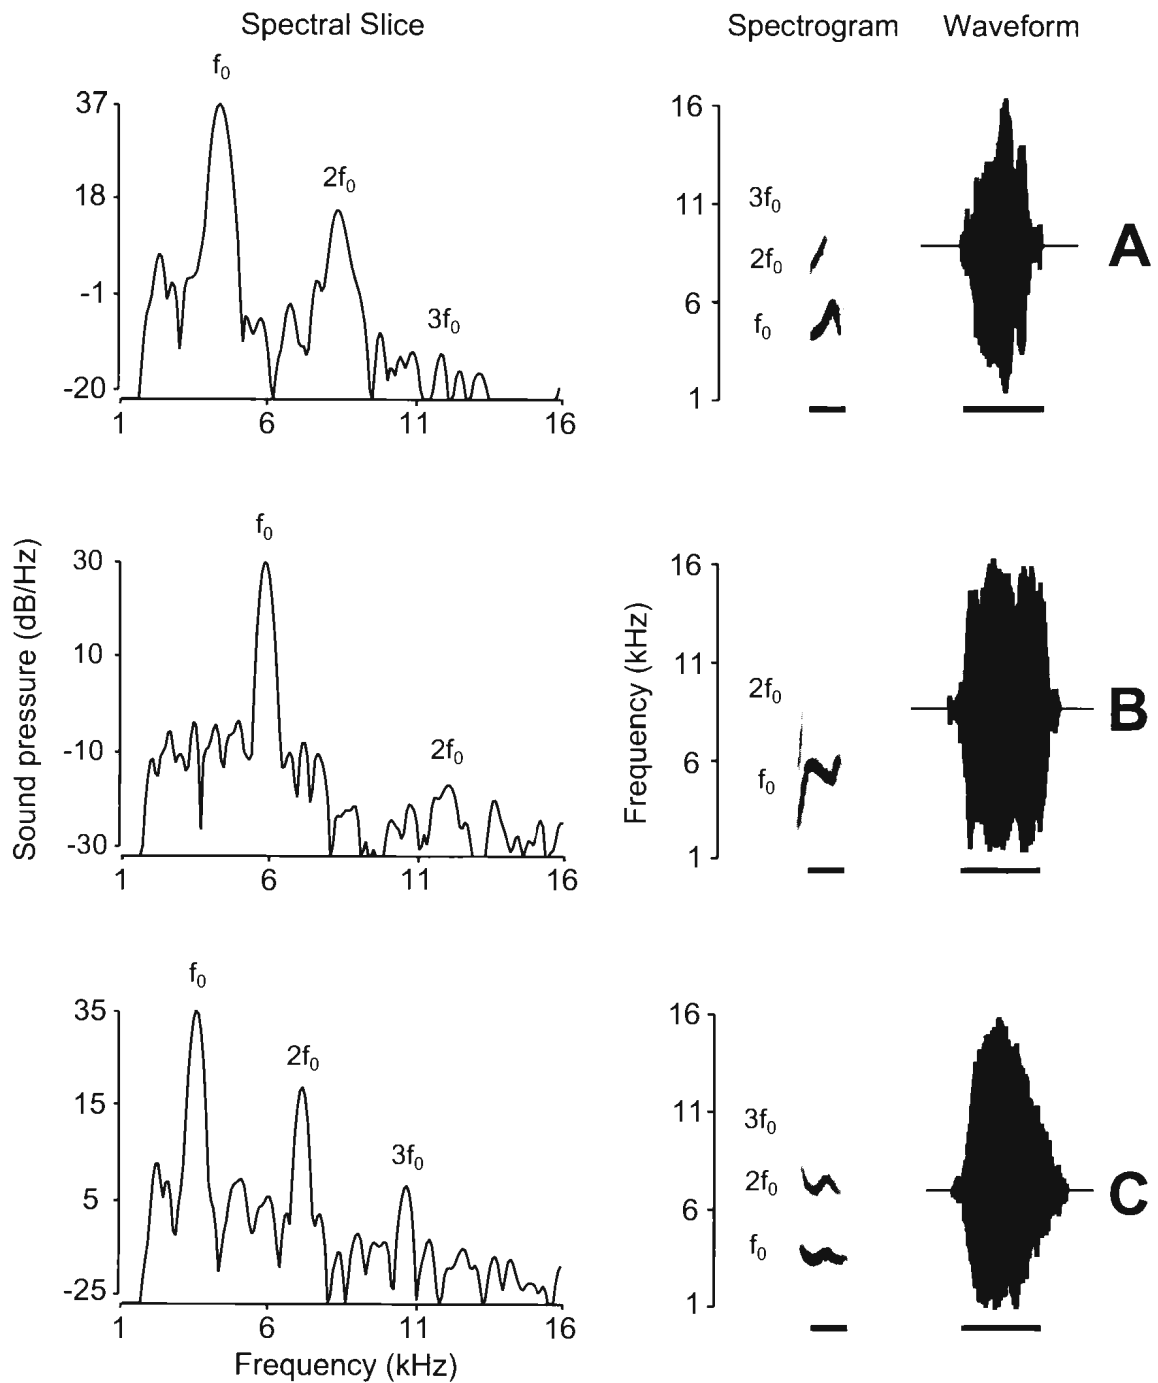 Spectral Slice
Spectrogram
Waveform
f0
37
18
-1
-20
2f0
3f0
1 6 11 16
16
11
6
1
3f0
2f0
f0
A
Sound pressure (dB/Hz)
f0
30
10
-10
-30
2f0
1 6 11 16
Frequency (kHz)
16
11
6
1
2f0
f0
B
f0
35
15
5
-25
2f0
3f0
1 6 11 16
Frequency (kHz)
16
11
6
1
3f0
2f0
f0
C